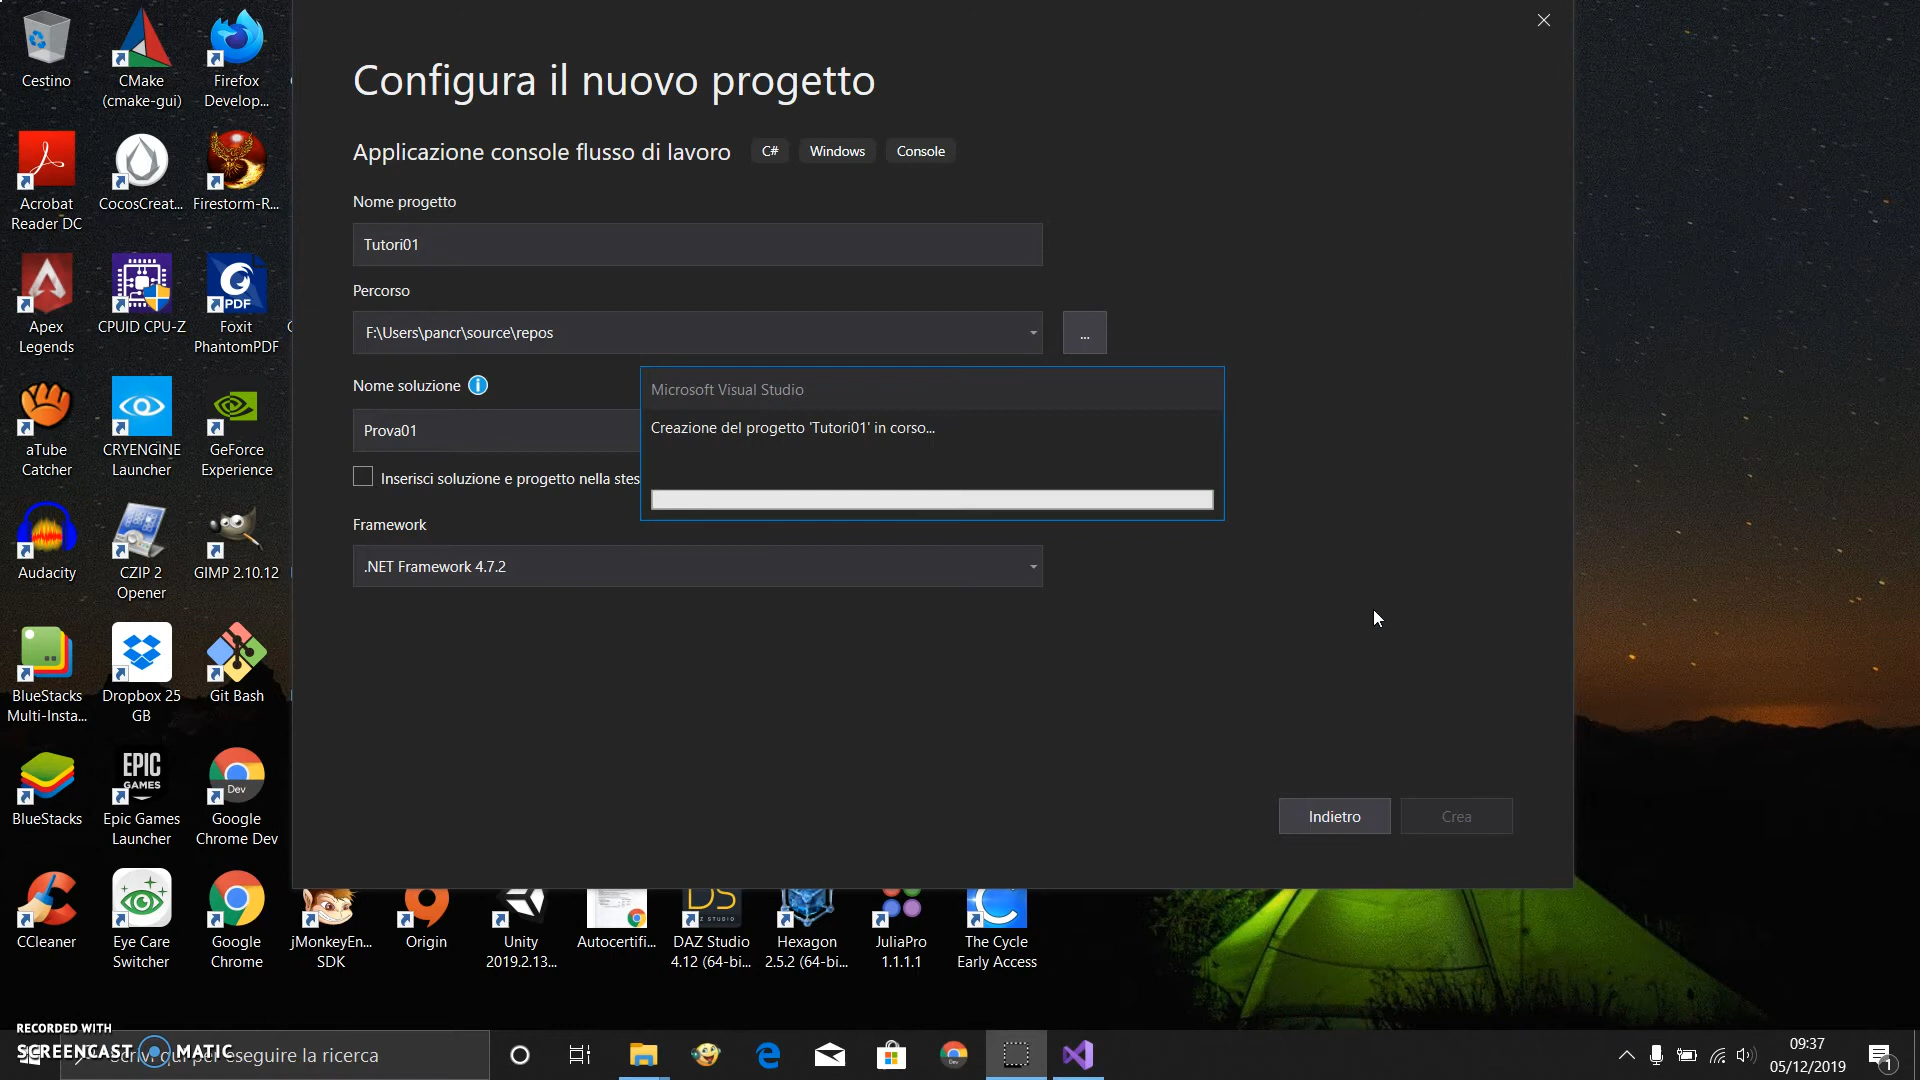 Configura il nuovo progetto
Applicazione console flusso di lavoro C# Windows Console
Nome progetto
Tutori01
Percorso
F:\Users\pancr\source\repos
...
Nome soluzione
Prova01
Inserisci soluzione e progetto nella stes
Framework
.NET Framework 4.7.2
Microsoft Visual Studio
Creazione del progetto 'Tutori01' in corso...
Indietro
Crea
Cestino
CMake
(cmake-gui)
Firefox
Develop...
Acrobat
Reader DC
CocosCreat...
Firestorm-R...
Apex
Legends
CPUID CPU-Z
PDF
Foxit
PhantomPDF
aTube
Catcher
CRYENGINE
Launcher
GeForce
Experience
Audacity
CZIP 2
Opener
GIMP 2.10.12
BlueStacks
Multi-Insta...
Dropbox 25
GB
Git Bash
BlueStacks
EPIC
GAMES
Epic Games
Launcher
Dev
Google
Chrome Dev
CCleaner
Eye Care
Switcher
Google
Chrome
jMonkeyEn...
SDK
Origin
Unity
2019.2.13...
Autocertifi...
DS
DAZ Studio
4.12 (64-bi...
Hexagon
2.5.2 (64-bi...
JuliaPro
1.1.1.1
The Cycle
Early Access
RECORDED WITH
SCREENCAST MATIC
qui per eseguire la ricerca
09:37
05/12/2019
1